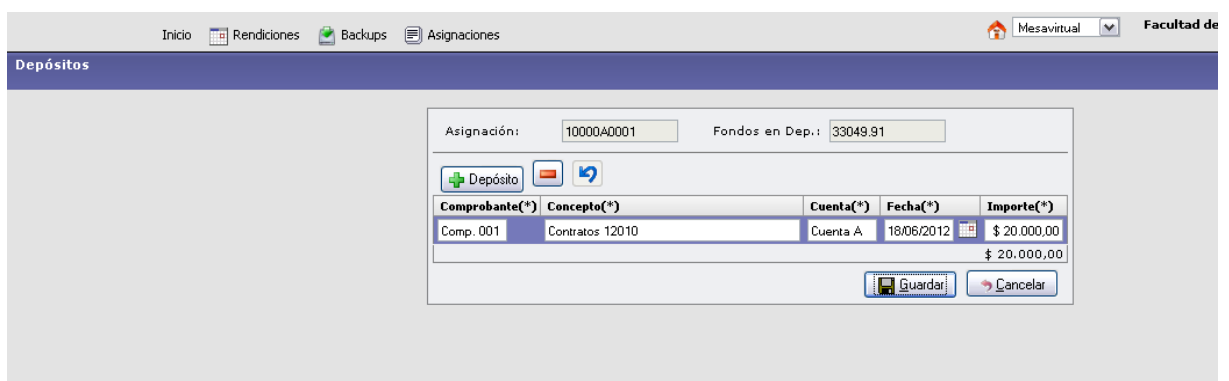 Inicio Rendiciones Backups Asignaciones Mesavirtual Facultad de
Depósitos
Asignación: 10000A0001 Fondos en Dep.: 33049.91
Depósito
Comprobante(*) Concepto(*) Cuenta(*) Fecha(*) Importe(*)
Comp. 001 Contratos 12010 Cuenta A 18/06/2012 $ 20.000,00
$ 20.000,00
Guardar Cancelar